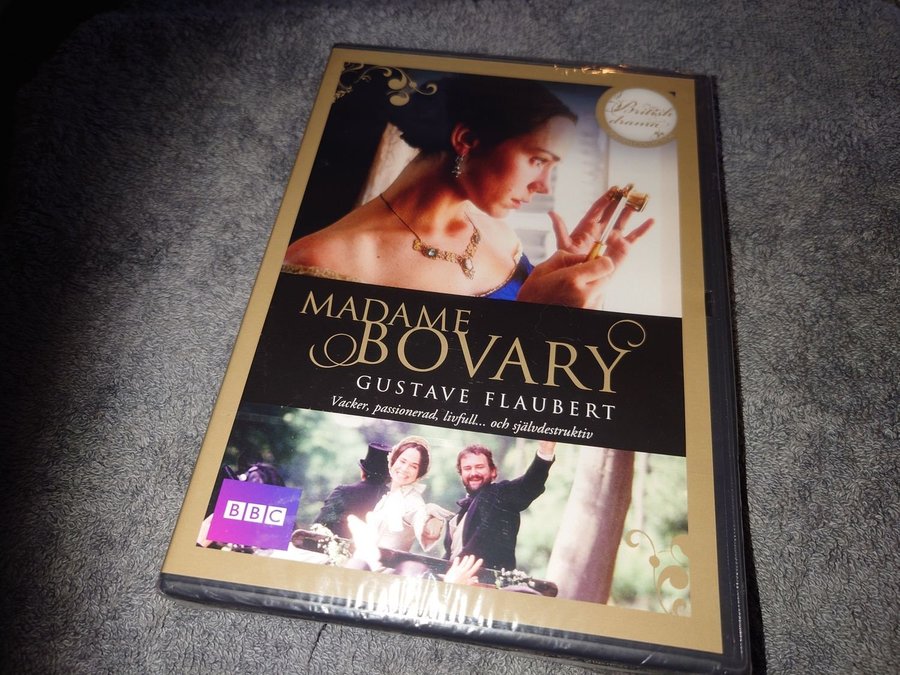 British
drama
MADAME
BOVARY
GUSTAVE FLAUBERT
Vacker, passionerad, livfull... och självdestruktiv
BBC